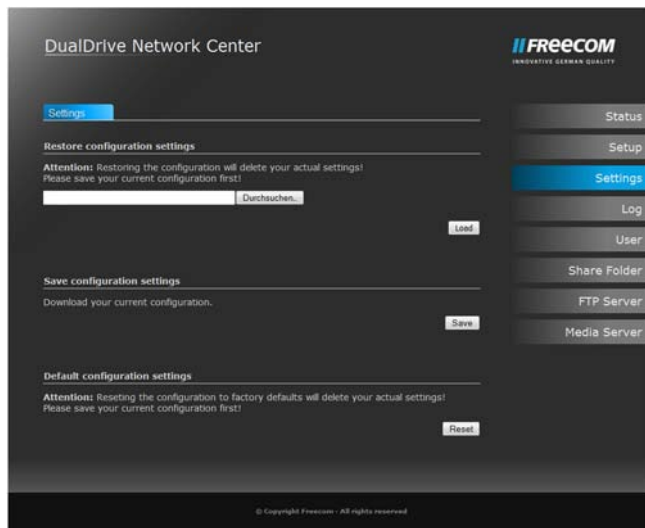 DualDrive Network Center
FREECOM
INNOVATIVE GERMAN QUALITY
Settings
Restore configuration settings
Attention: Restoring the configuration will delete your actual settings!
Please save your current configuration first!
Durchsuchen..
Load
Save configuration settings
Download your current configuration.
Save
Default configuration settings
Attention: Reseting the configuration to factory defaults will delete your actual settings!
Please save your current configuration first!
Reset
Status
Setup
Settings
Log
User
Share Folder
FTP Server
Media Server
© Copyright Freecom - All rights reserved